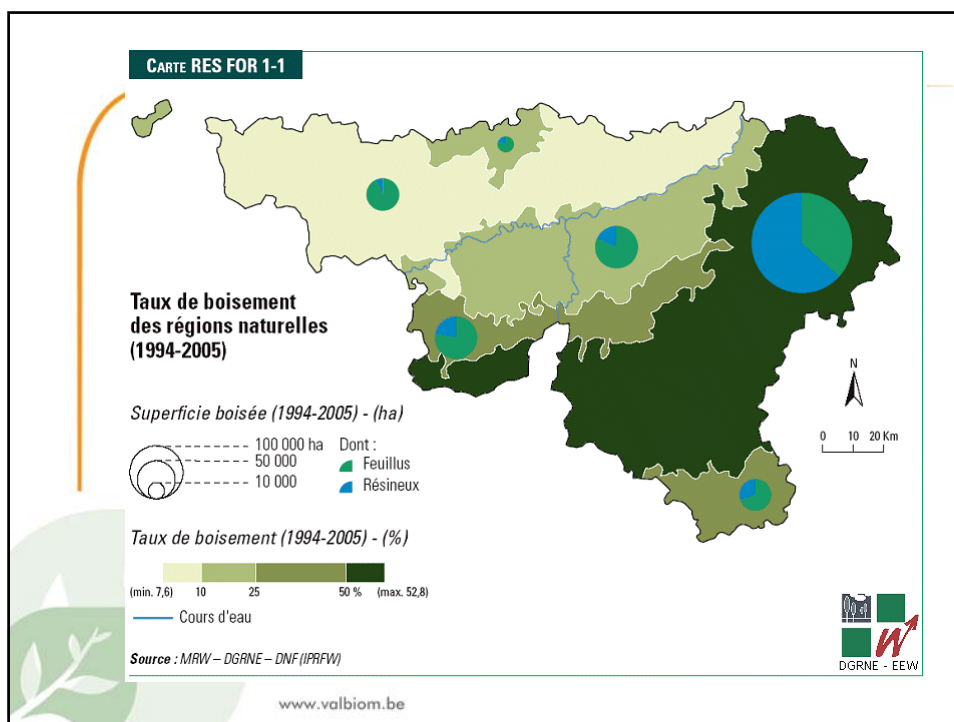 CARTE RES FOR 1-1
Taux de boisement
des régions naturelles
(1994-2005)
Superficie boisée (1994-2005) - (ha)
100 000 ha
50 000
10 000
Dont :
Feuillus
Résineux
Taux de boisement (1994-2005) - (%)
(min. 7,6) 10 25 50 % (max. 52,8)
Cours d'eau
Source : MRW – DGRNE – DNF (IPRFW)
N
0 10 20 Km
W
DGRNE - EEW
www.valbiom.be